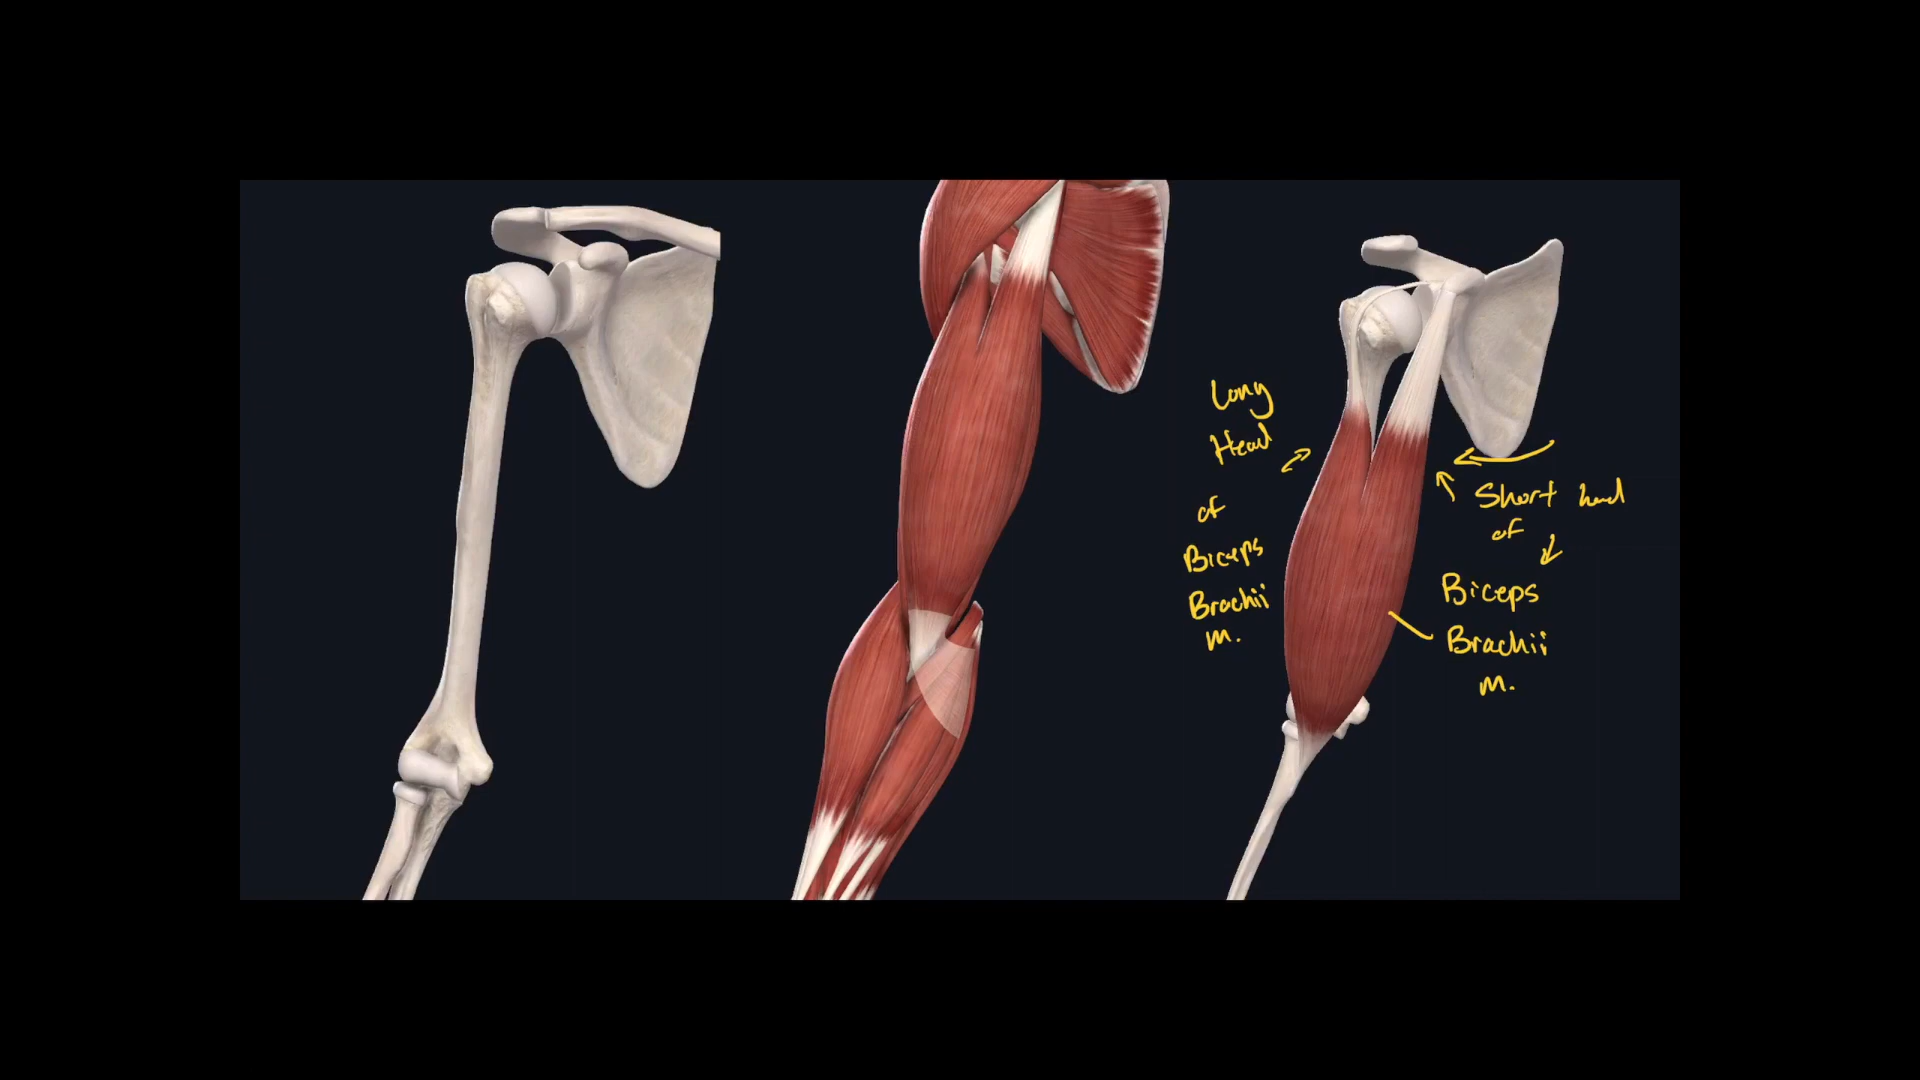 Long
Head
of
Biceps
Brachii
m.
Short head
of
Biceps
Brachii
m.